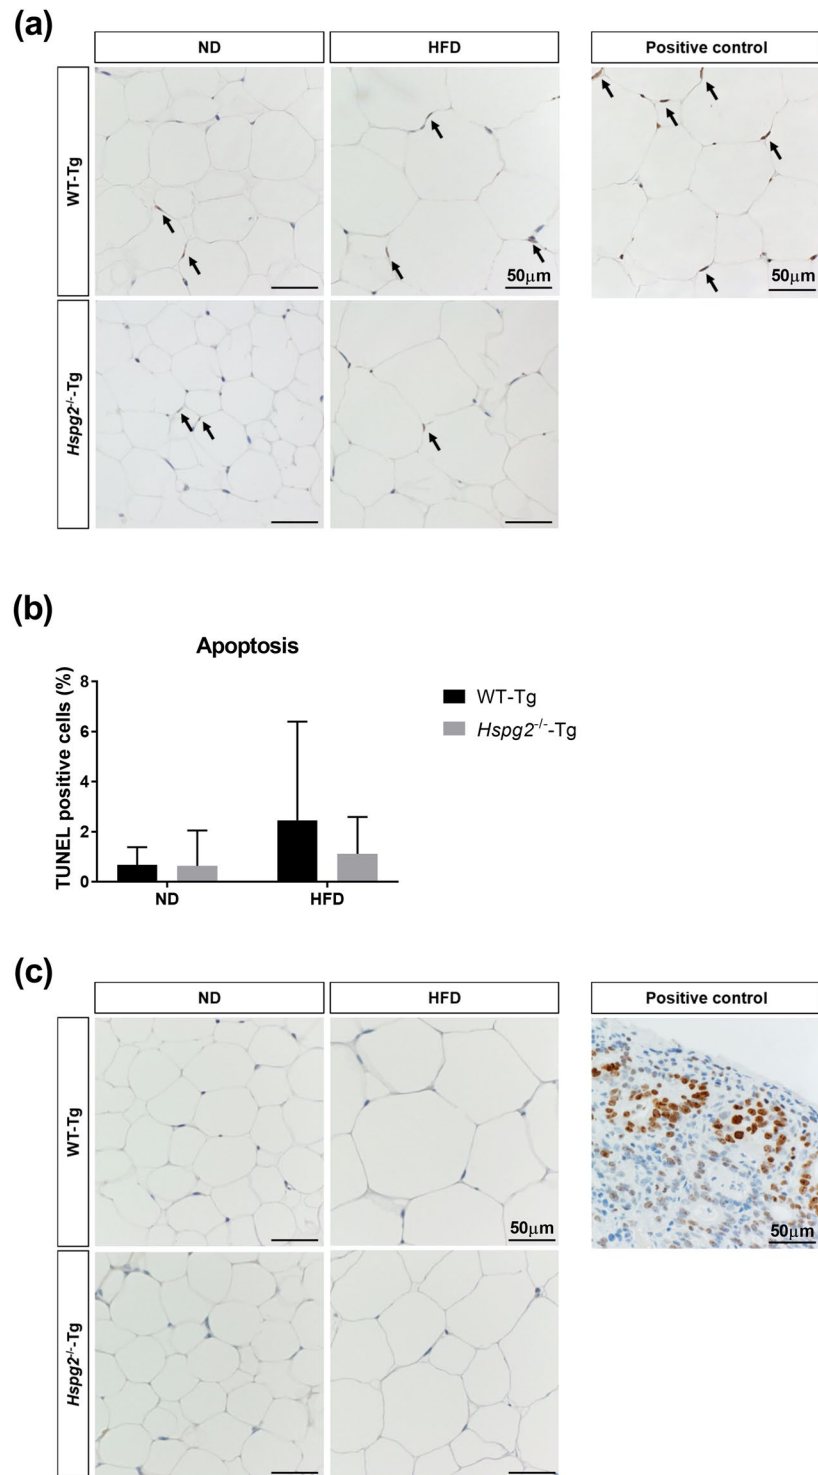 (a)
ND
HFD
Positive control
WT-Tg
50μm
50μm
Hspg2-/--Tg
(b)
Apoptosis
TUNEL positive cells (%)
8
6
4
2
0
ND
HFD
WT-Tg
Hspg2-/--Tg
(c)
ND
HFD
Positive control
WT-Tg
50μm
50μm
Hspg2-/--Tg